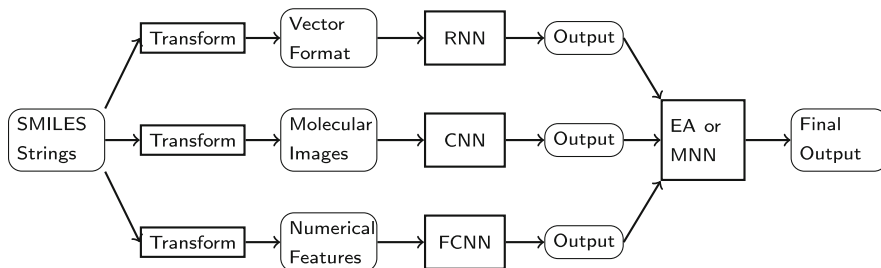 SMILES
Strings
Transform
Vector
Format
RNN
Output
Transform
Molecular
Images
CNN
Output
Transform
Numerical
Features
FCNN
Output
EA or
MNN
Final
Output